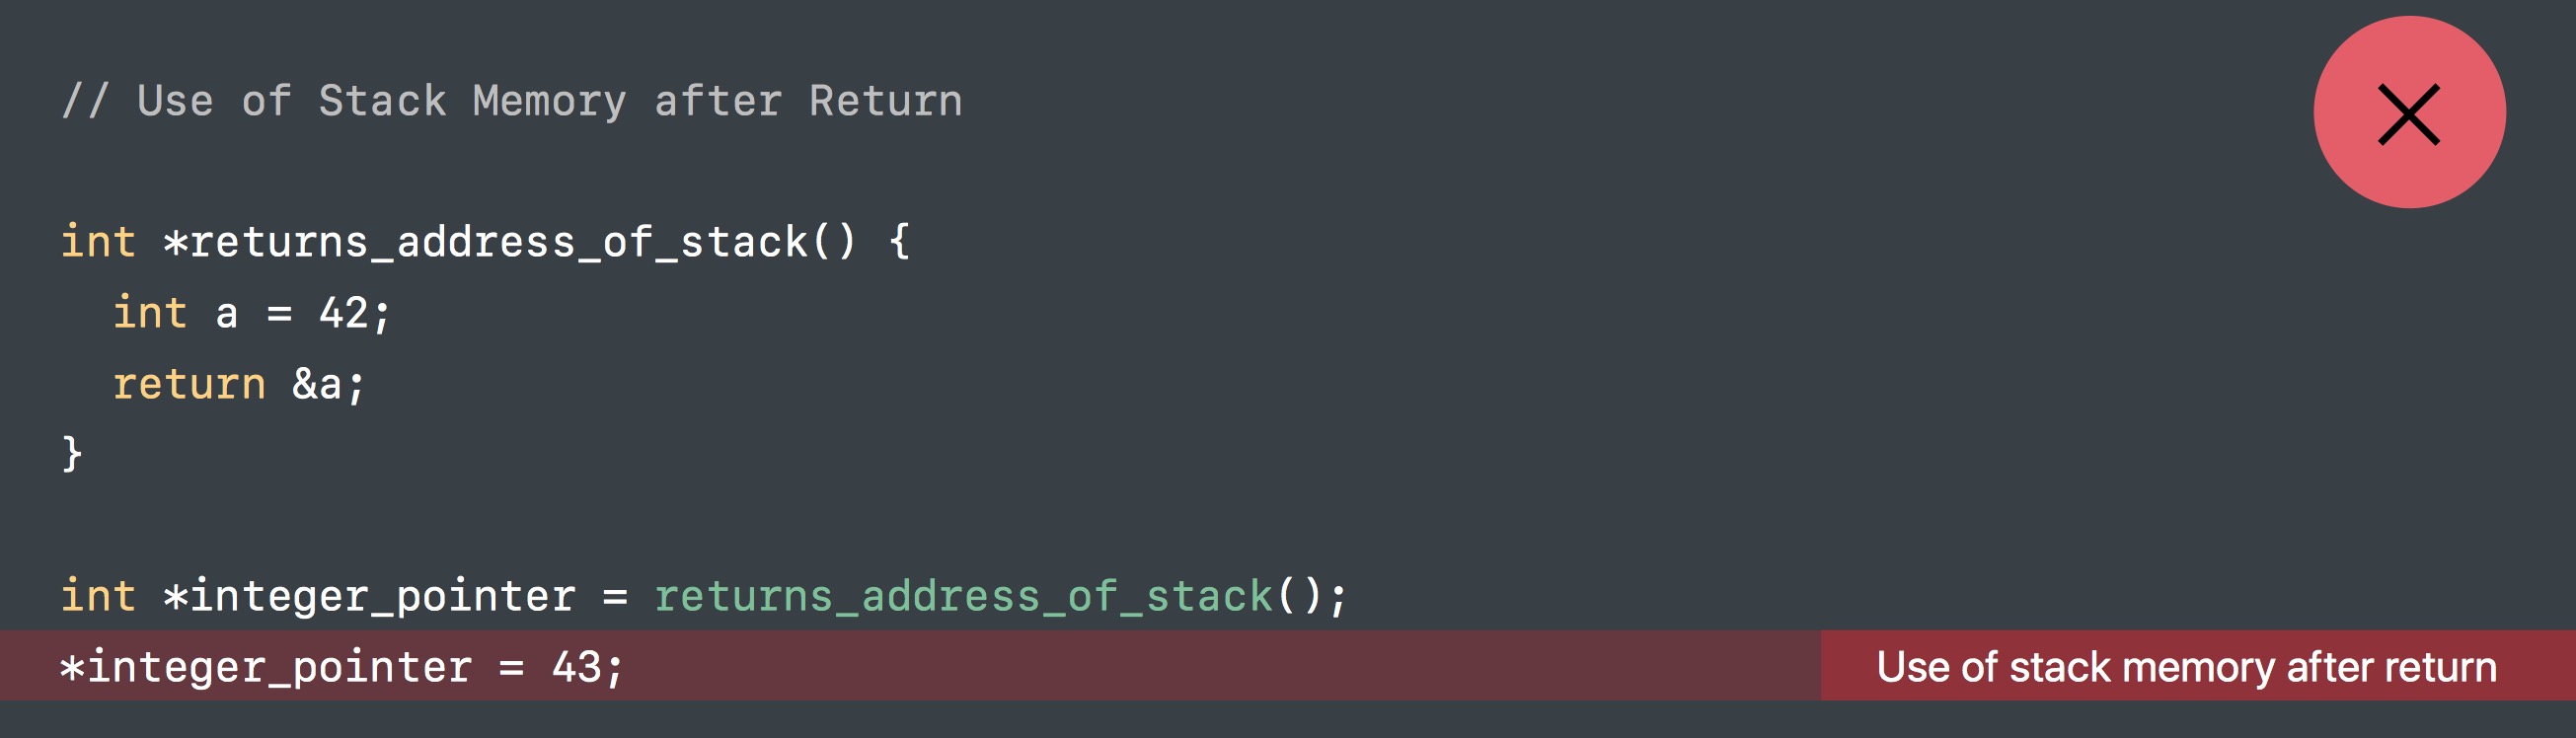 // Use of Stack Memory after Return
int *returns_address_of_stack() {
  int a = 42;
  return &a;
}
int *integer_pointer = returns_address_of_stack();
*integer_pointer = 43; Use of stack memory after return